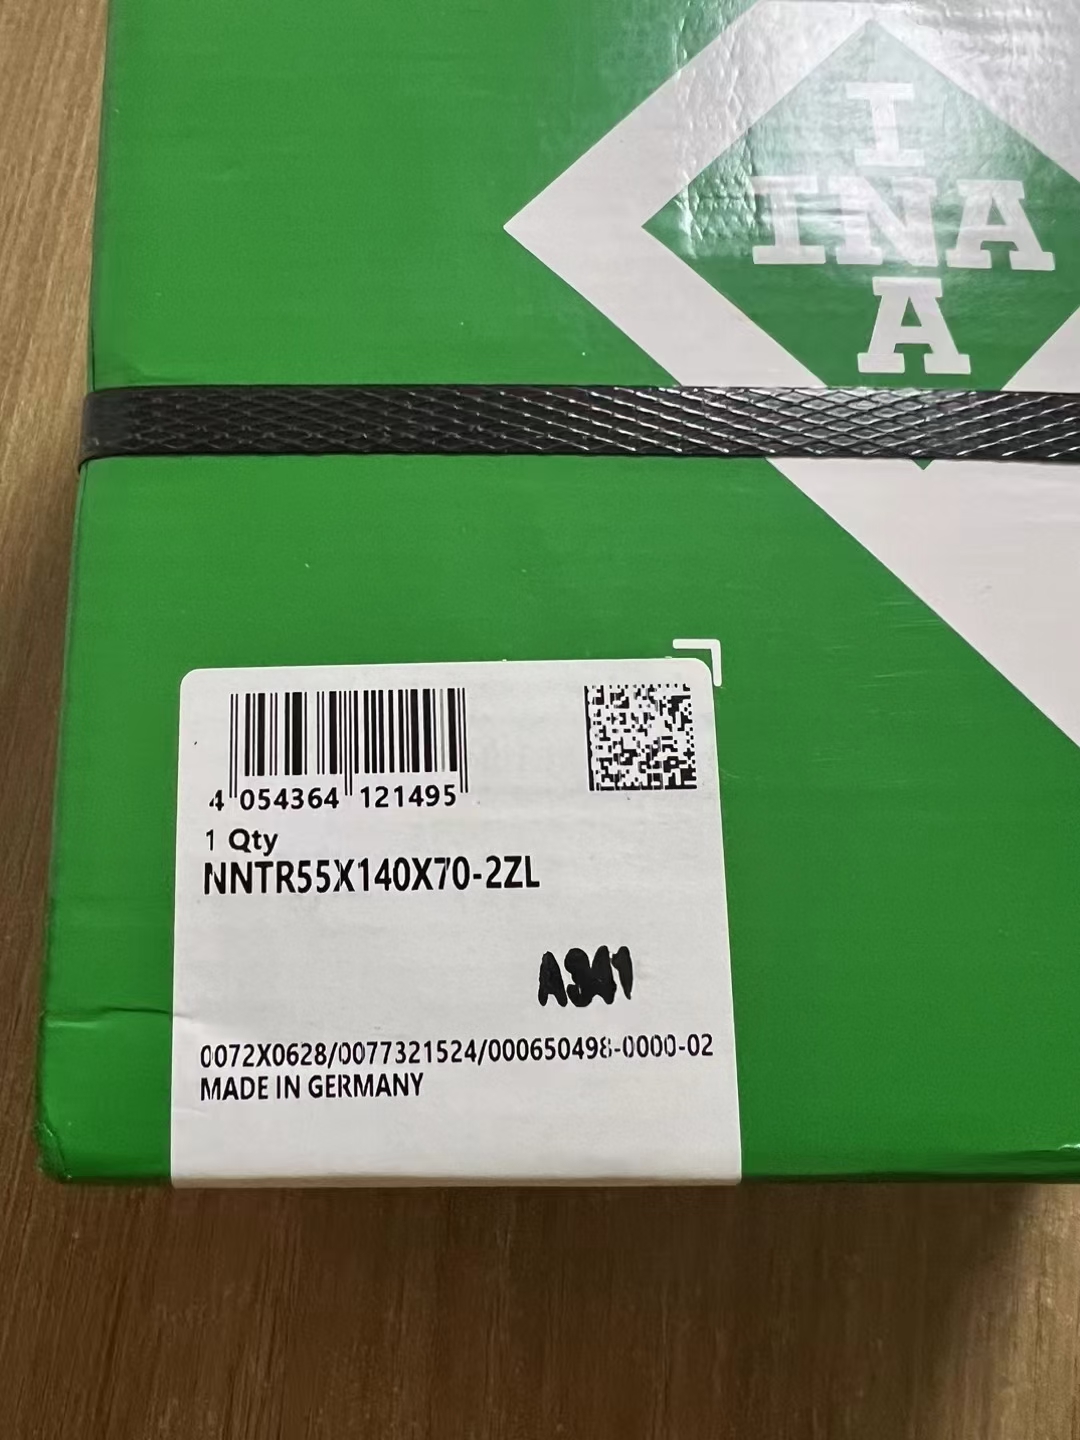 I
INA
A
4 054364 121495
1 Qty
NNTR55X140X70-2ZL
0072X0628/0077321524/000650498-0000-02
MADE IN GERMANY